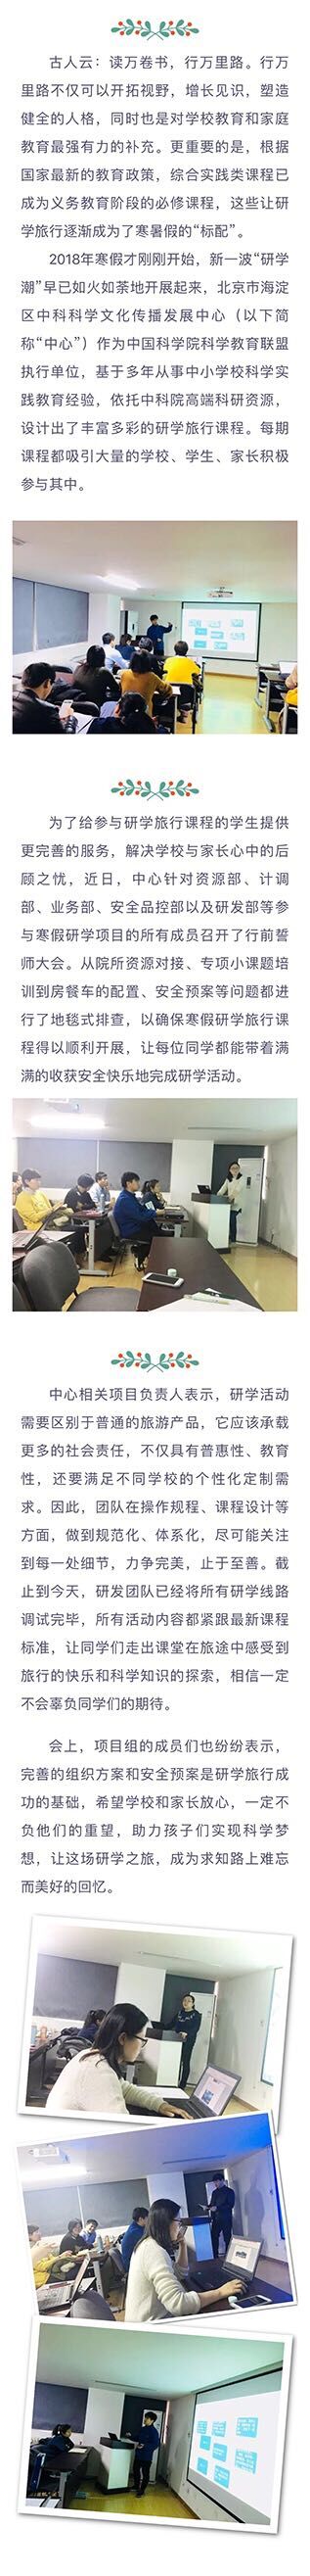 古人云：读万卷书，行万里路。行万
里路不仅可以开拓视野，增长见识，塑造
健全的人格，同时也是对学校教育和家庭
教育最强有力的补充。更重要的是，根据
国家最新的教育政策，综合实践类课程已
成为义务教育阶段的必修课程，这些让研
学旅行逐渐成为了寒暑假的“标配”。
2018年寒假才刚刚开始，新一波“研学
潮”早已如火如荼地开展起来，北京市海淀
区中科科学文化传播发展中心（以下简
称“中心”）作为中国科学院科学教育联盟
执行单位，基于多年从事中小学校科学实
践教育经验，依托中科院高端科研资源，
设计出了丰富多彩的研学旅行课程。每期
课程都吸引大量的学校、学生、家长积极
参与其中。
为了给参与研学旅行课程的学生提供
更完善的服务，解决学校与家长心中的后
顾之忧，近日，中心针对资源部、计调
部、业务部、安全品控部以及研发部等参
与寒假研学项目的所有成员召开了行前誓
师大会。从院所资源对接、专项小课题培
训到房餐车的配置、安全预案等问题都进
行了地毯式排查，以确保寒假研学旅行课
程得以顺利开展，让每位同学都能带着满
满的收获安全快乐地完成研学活动。
中心相关项目负责人表示，研学活动
需要区别于普通的旅游产品，它应该承载
更多的社会责任，不仅具有普惠性、教育
性，还要满足不同学校的个性化定制需
求。因此，团队在操作规程、课程设计等
方面，做到规范化、体系化，尽可能关注
到每一处细节，力争完美，止于至善。截
止到今天，研发团队已经将所有研学线路
调试完毕，所有活动内容都紧跟最新课程
标准，让同学们走出课堂在旅途中感受到
旅行的快乐和科学知识的探索，相信一定
不会辜负同学们的期待。
会上，项目组的成员们也纷纷表示，
完善的组织方案和安全预案是研学旅行成
功的基础，希望学校和家长放心，一定不
负他们的重望，助力孩子们实现科学梦
想，让这场研学之旅，成为求知路上难忘
而美好的回忆。